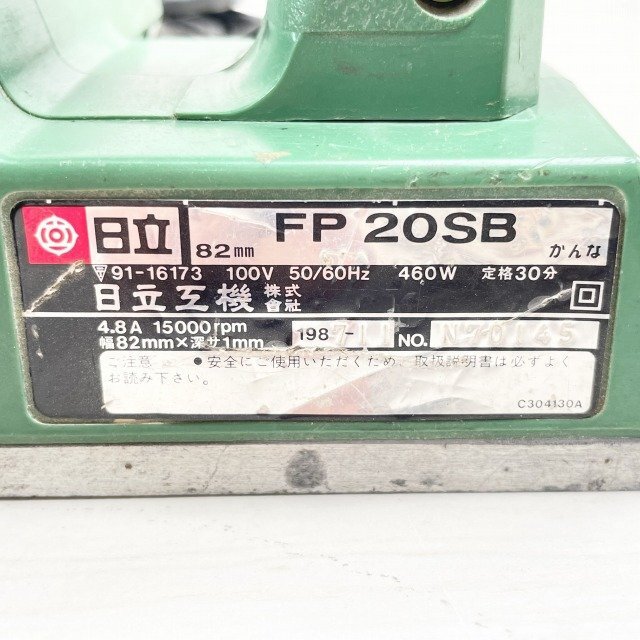 日立 82mm FP 20SB かんな
▽91-16173 100V 50/60Hz 460W 定格30分
日立工機 株式會社
4.8A 15000rpm 198 NO. N70145
幅82mm×深サ1mm
ご注意 ●安全にご使用いただくため、取扱説明書は必ずよく
お読み下さい。
C304130A